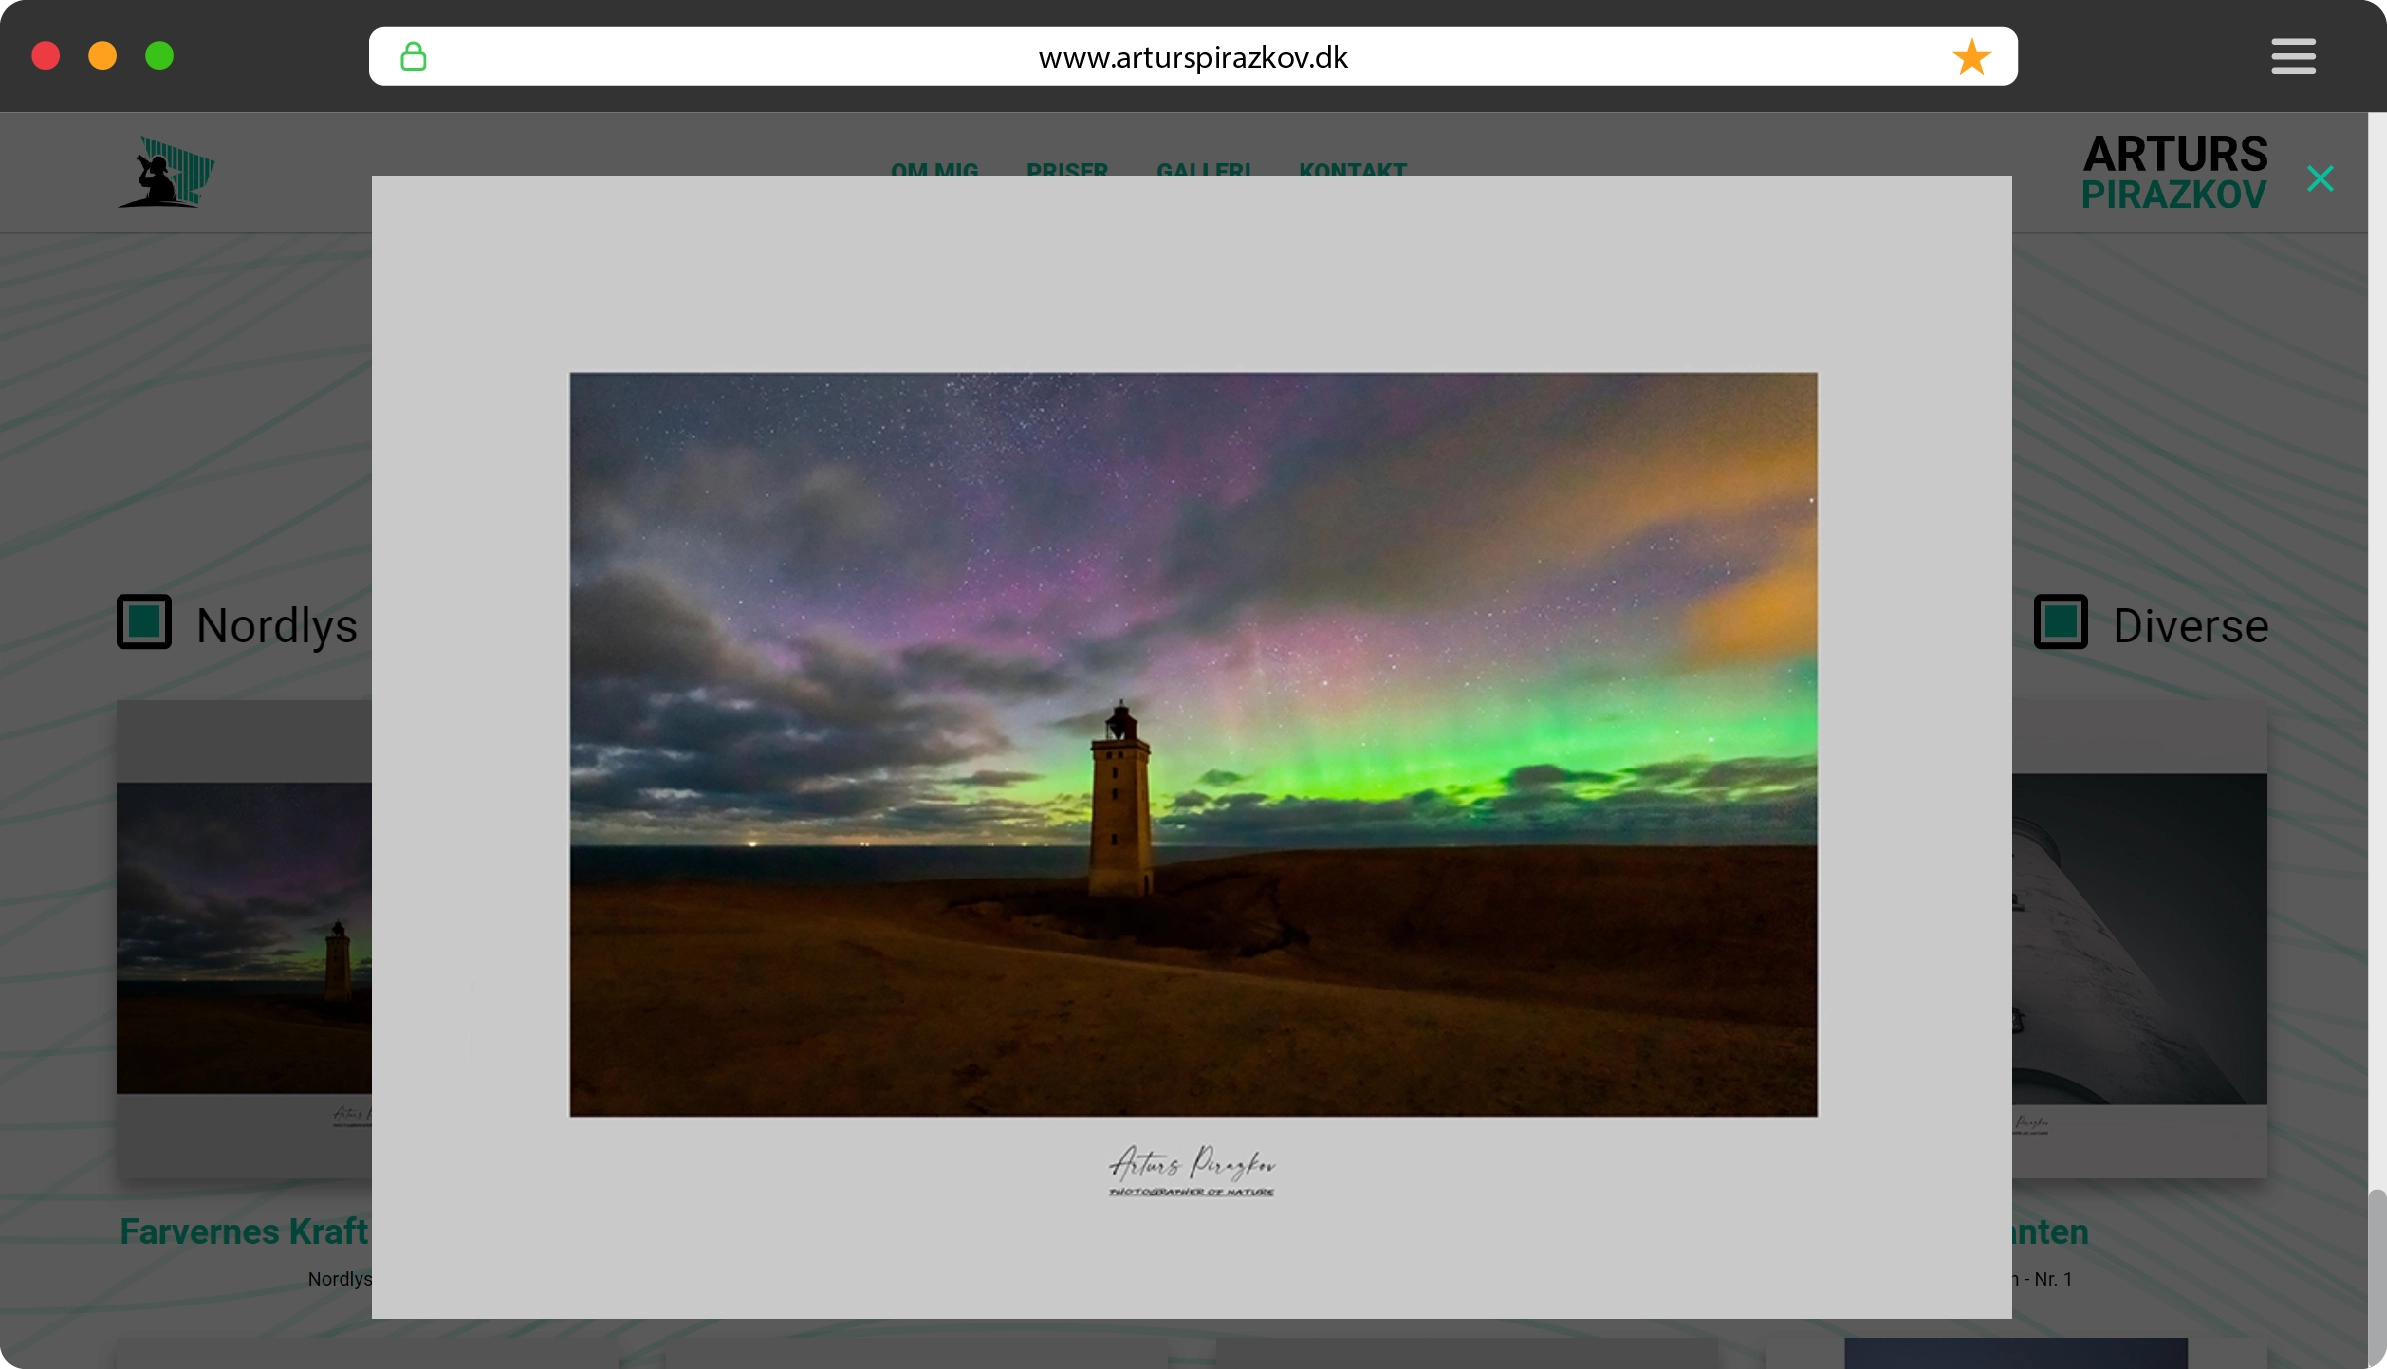 www.arturspirazkov.dk
OM MIG PRISER GALLERI KONTAKT
ARTURS
PIRAZKOV
Nordlys
Diverse
Arturs Pirazkov
PHOTOGRAPHER OF NATURE
Farvernes Kraft
Nordlys
- Nr. 1